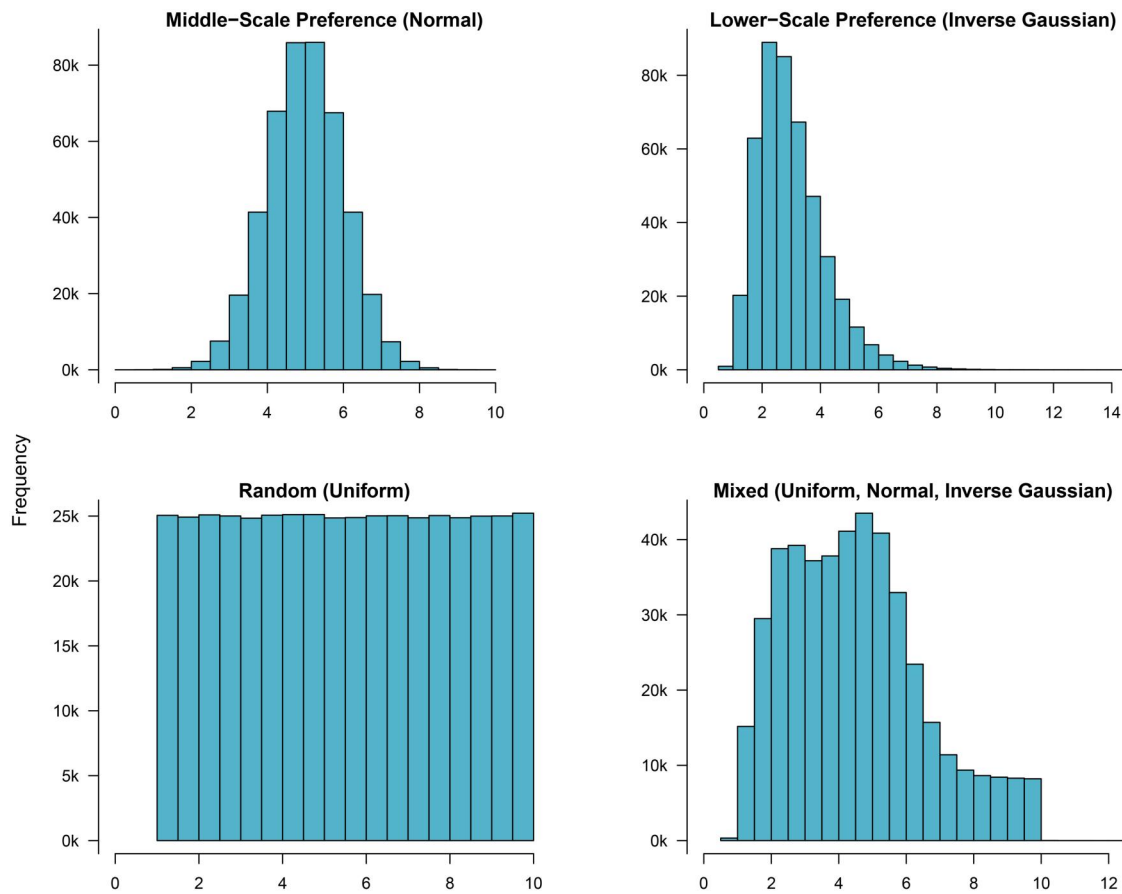 Middle−Scale Preference (Normal)
80k
60k
40k
20k
0k
0 2 4 6 8 10
Lower−Scale Preference (Inverse Gaussian)
80k
60k
40k
20k
0k
0 2 4 6 8 10 12 14
Frequency
Random (Uniform)
25k
20k
15k
10k
5k
0k
0 2 4 6 8 10
Mixed (Uniform, Normal, Inverse Gaussian)
40k
30k
20k
10k
0k
0 2 4 6 8 10 12